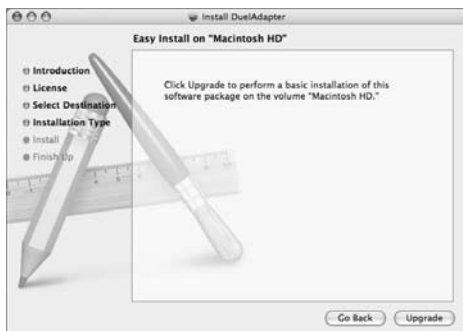 Install DuelAdapter
Easy Install on "Macintosh HD"
Introduction
License
Select Destination
Installation Type
Install
Finish Up
Click Upgrade to perform a basic installation of this
software package on the volume "Macintosh HD."
Go Back
Upgrade